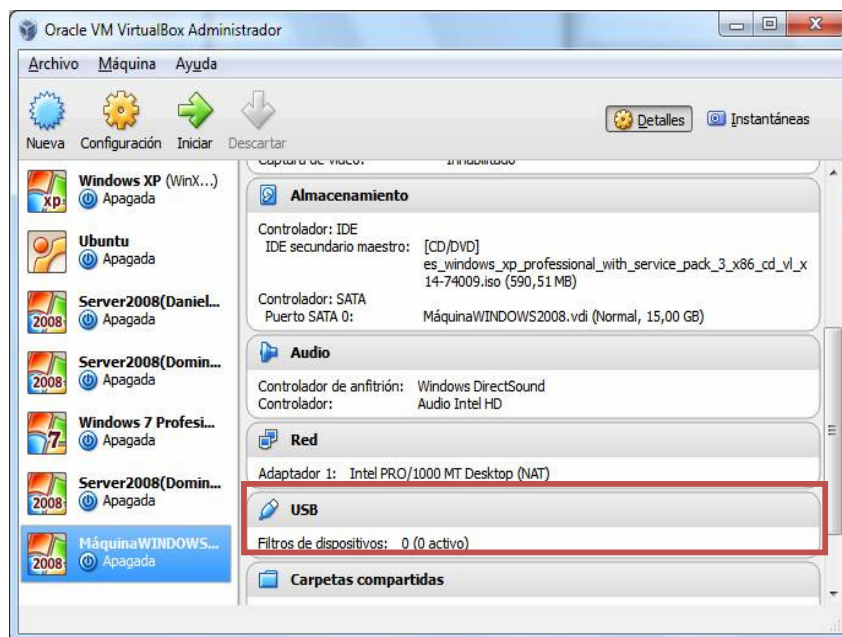 Oracle VM VirtualBox Administrador
Archivo Máquina Ayuda
Nueva Configuración Iniciar Descartar
Detalles Instantáneas
Windows XP (WinX...)
Apagada
Ubuntu
Apagada
Server2008(Daniel...
Apagada
Server2008(Domin...
Apagada
Windows 7 Profesi...
Apagada
Server2008(Domin...
Apagada
MáquinaWINDOWS...
Apagada
Captura de vídeo: Inhabilitado
Almacenamiento
Controlador: IDE
IDE secundario maestro: [CD/DVD]
es_windows_xp_professional_with_service_pack_3_x86_cd_vl_x
14-74009.iso (590,51 MB)
Controlador: SATA
Puerto SATA 0: MáquinaWINDOWS2008.vdi (Normal, 15,00 GB)
Audio
Controlador de anfitrión: Windows DirectSound
Controlador: Audio Intel HD
Red
Adaptador 1: Intel PRO/1000 MT Desktop (NAT)
USB
Filtros de dispositivos: 0 (0 activo)
Carpetas compartidas